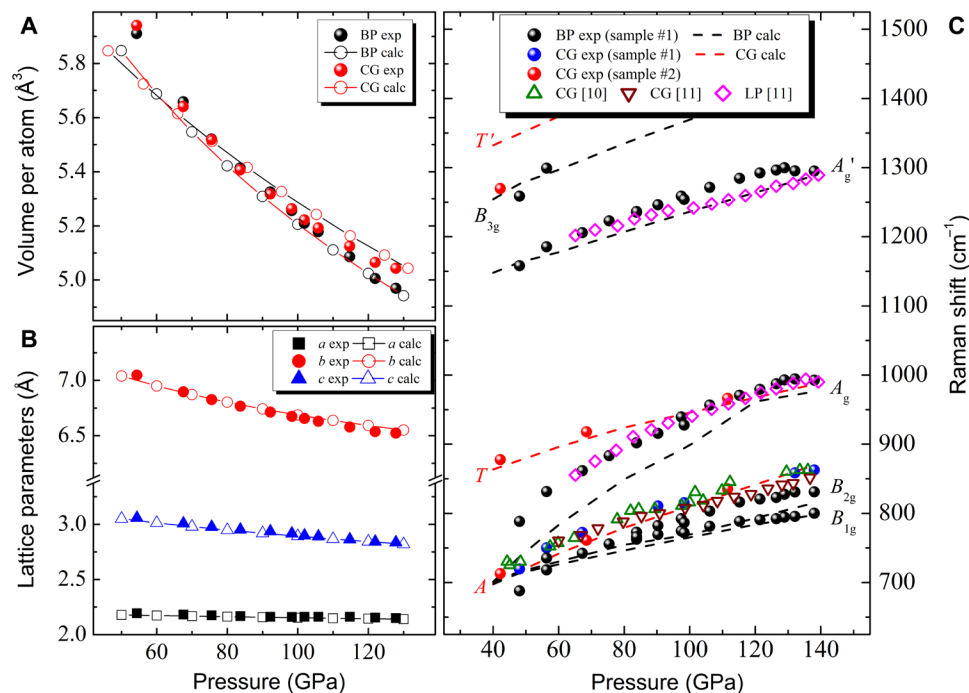 A
BP exp
BP calc
CG exp
CG calc
5.8
5.6
5.4
5.2
5.0
Volume per atom (Å³)
B
a exp a calc
b exp b calc
c exp c calc
7.0
6.5
3.0
2.5
2.0
Lattice parameters (Å)
60 80 100 120
Pressure (GPa)
C
BP exp (sample #1) BP calc
CG exp (sample #1) CG calc
CG exp (sample #2)
CG [10] CG [11] LP [11]
T'
B3g
Ag'
Ag
T
B2g
B1g
A
1500
1400
1300
1200
1100
1000
900
800
700
Raman shift (cm⁻¹)
40 60 80 100 120 140
Pressure (GPa)